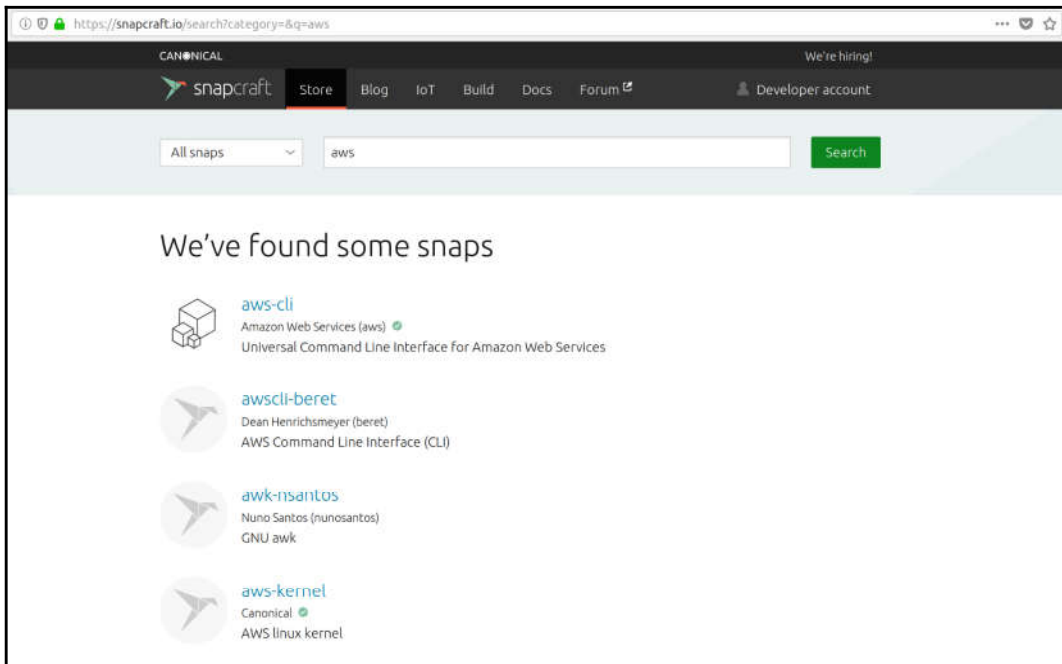 https://snapcraft.io/search?category=&q=aws
CANONICAL We're hiring!
snapcraft Store Blog IoT Build Docs Forum Developer account
All snaps aws Search
We've found some snaps
aws-cli
Amazon Web Services (aws)
Universal Command Line Interface for Amazon Web Services
awscli-beret
Dean Henrichsmeyer (beret)
AWS Command Line Interface (CLI)
awk-nsantos
Nuno Santos (nunosantos)
GNU awk
aws-kernel
Canonical
AWS linux kernel